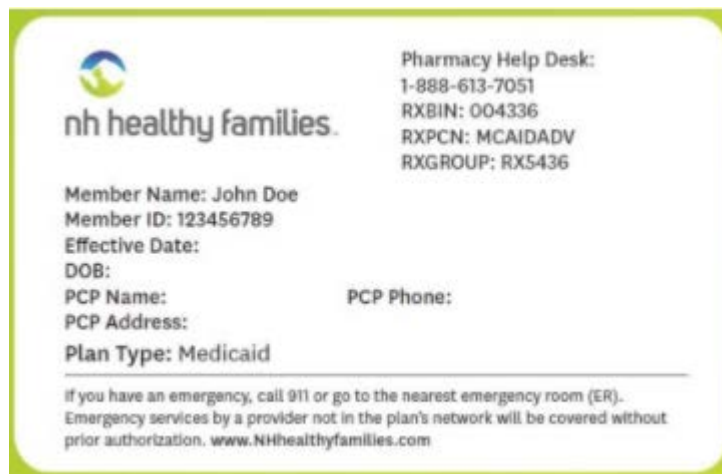 nh healthy families™
Pharmacy Help Desk:
1-888-613-7051
RXBIN: 004336
RXPCN: MCAIDADV
RXGROUP: RX5436
Member Name: John Doe
Member ID: 123456789
Effective Date:
DOB:
PCP Name: PCP Phone:
PCP Address:
Plan Type: Medicaid
If you have an emergency, call 911 or go to the nearest emergency room (ER).
Emergency services by a provider not in the plan's network will be covered without
prior authorization. www.NHhealthyfamilies.com